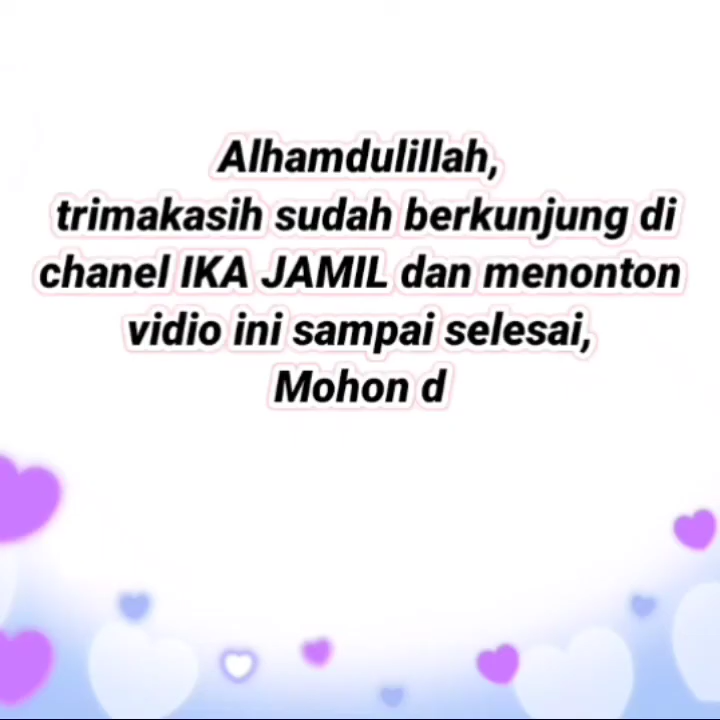 Alhamdulillah,
trimakasih sudah berkunjung di
chanel IKA JAMIL dan menonton
vidio ini sampai selesai,
Mohon d